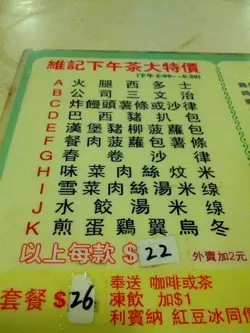 維記下午茶大特價
(下午2:00-5:30)
A 火腿西多士
B 公司三文治
C 炸饅頭薯條或沙律
D 巴西豬扒包
E 漢堡豬柳菠蘿包
F 餐肉菠蘿包薯條
G 春卷沙律
H 味菜肉絲炆米
I 雪菜肉絲湯米線
J 水餃湯米線
K 煎蛋鷄翼烏冬
以上每款$22
外賣加2元
套餐$26
奉送 咖啡或茶
凍飲 加$1
利賓納 紅豆冰同價